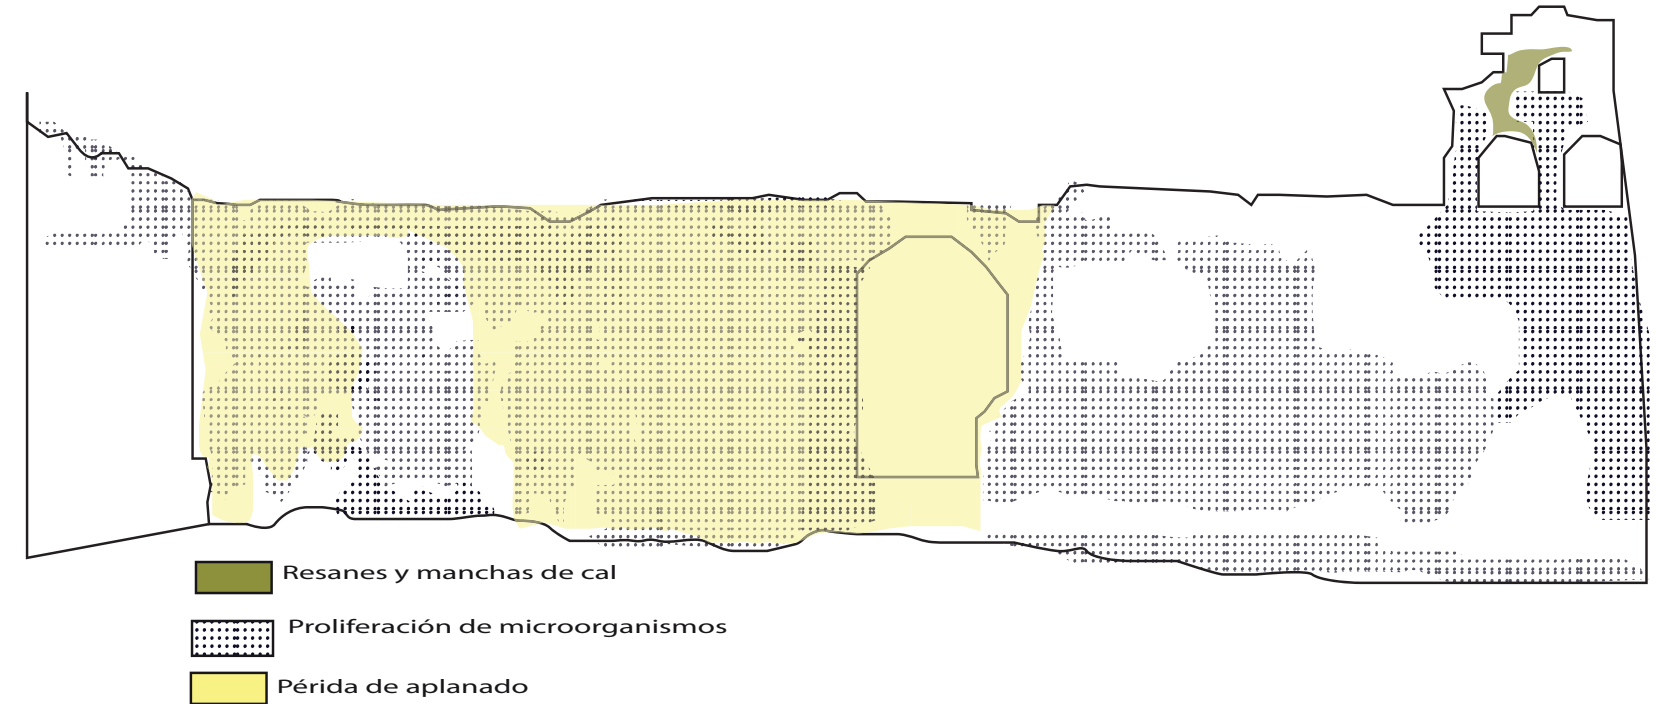 Resanes y manchas de cal
Proliferación de microorganismos
Périda de aplanado